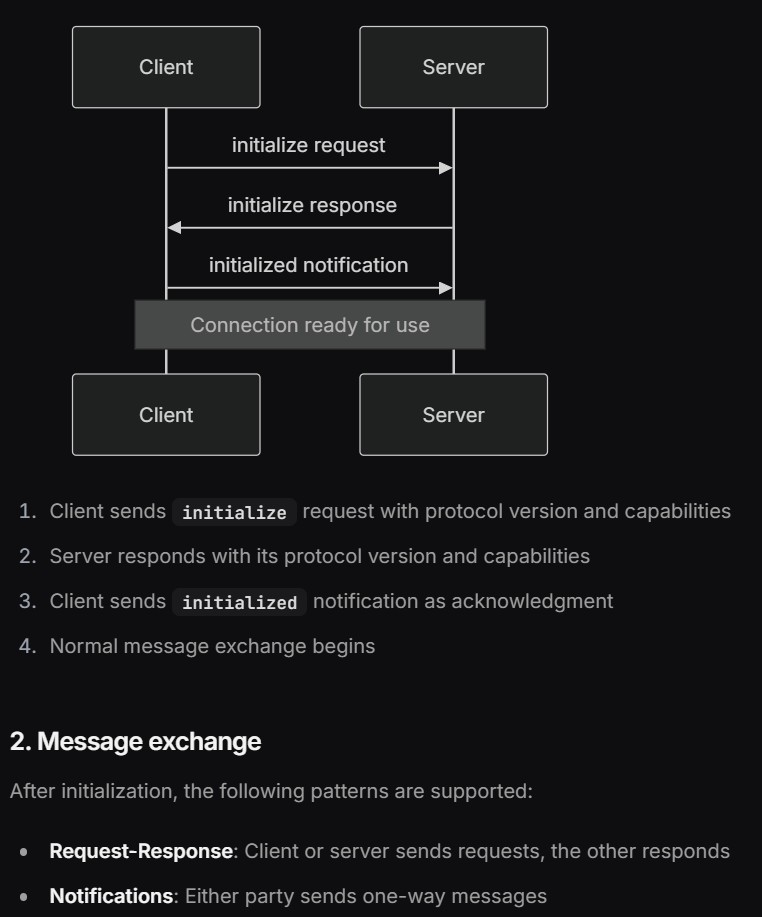 Client Server
initialize request
initialize response
initialized notification
Connection ready for use
Client Server
1. Client sends initialize request with protocol version and capabilities
2. Server responds with its protocol version and capabilities
3. Client sends initialized notification as acknowledgment
4. Normal message exchange begins
2. Message exchange
After initialization, the following patterns are supported:
• Request-Response: Client or server sends requests, the other responds
• Notifications: Either party sends one-way messages